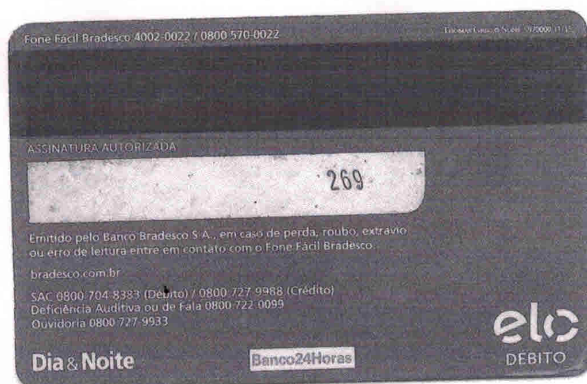 Fone Fácil Bradesco 4002-0022 / 0800 570-0022
ASSINATURA AUTORIZADA
269
Emitido pelo Banco Bradesco S.A., em caso de perda, roubo, extravio
ou erro de leitura entre em contato com o Fone Fácil Bradesco.
bradesco.com.br
SAC 0800 704-8383 (Débito) / 0800-727-9988 (Crédito)
Deficiência Auditiva ou de Fala 0800-722 0099
Ouvidoria 0800 727-9933
Dia & Noite
Banco24Horas
elo
DÉBITO